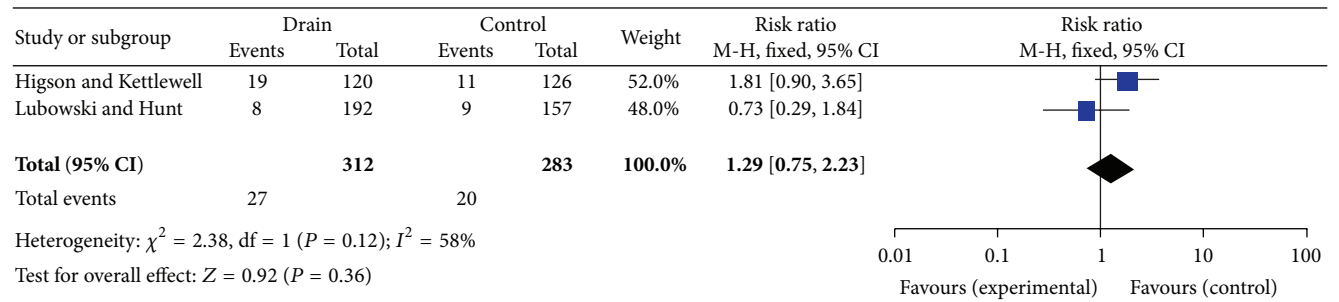 Study or subgroup Drain Control Weight Risk ratio Risk ratio
Events Total Events Total M-H, fixed, 95% CI M-H, fixed, 95% CI
Higson and Kettlewell 19 120 11 126 52.0% 1.81 [0.90, 3.65]
Lubowski and Hunt 8 192 9 157 48.0% 0.73 [0.29, 1.84]
Total (95% CI) 312 283 100.0% 1.29 [0.75, 2.23]
Total events 27 20
Heterogeneity: χ² = 2.38, df = 1 (P = 0.12); I² = 58%
Test for overall effect: Z = 0.92 (P = 0.36)
0.01 0.1 1 10 100
Favours (experimental) Favours (control)